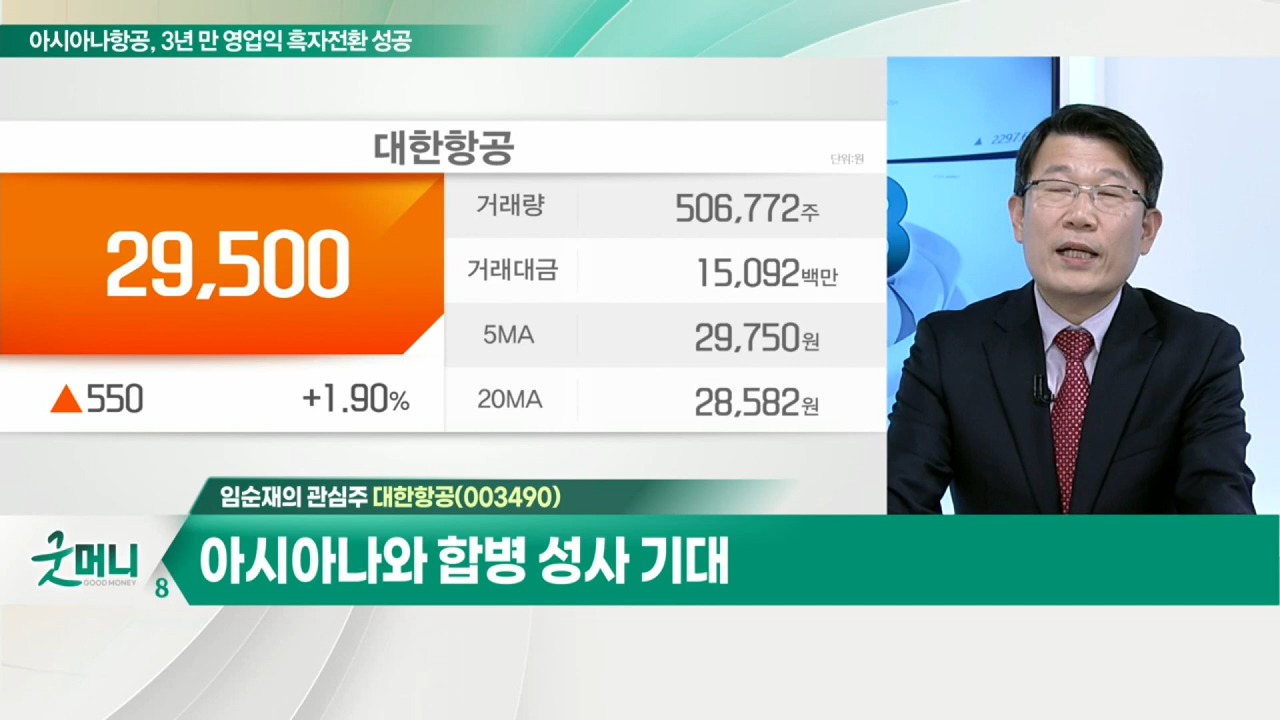 아시아나항공, 3년 만 영업익 흑자전환 성공
대한항공
단위:원
29,500
▲550 +1.90%
거래량 506,772주
거래대금 15,092백만
5MA 29,750원
20MA 28,582원
임순재의 관심주 대한항공(003490)
굿머니
GOOD MONEY
8
아시아나와 합병 성사 기대